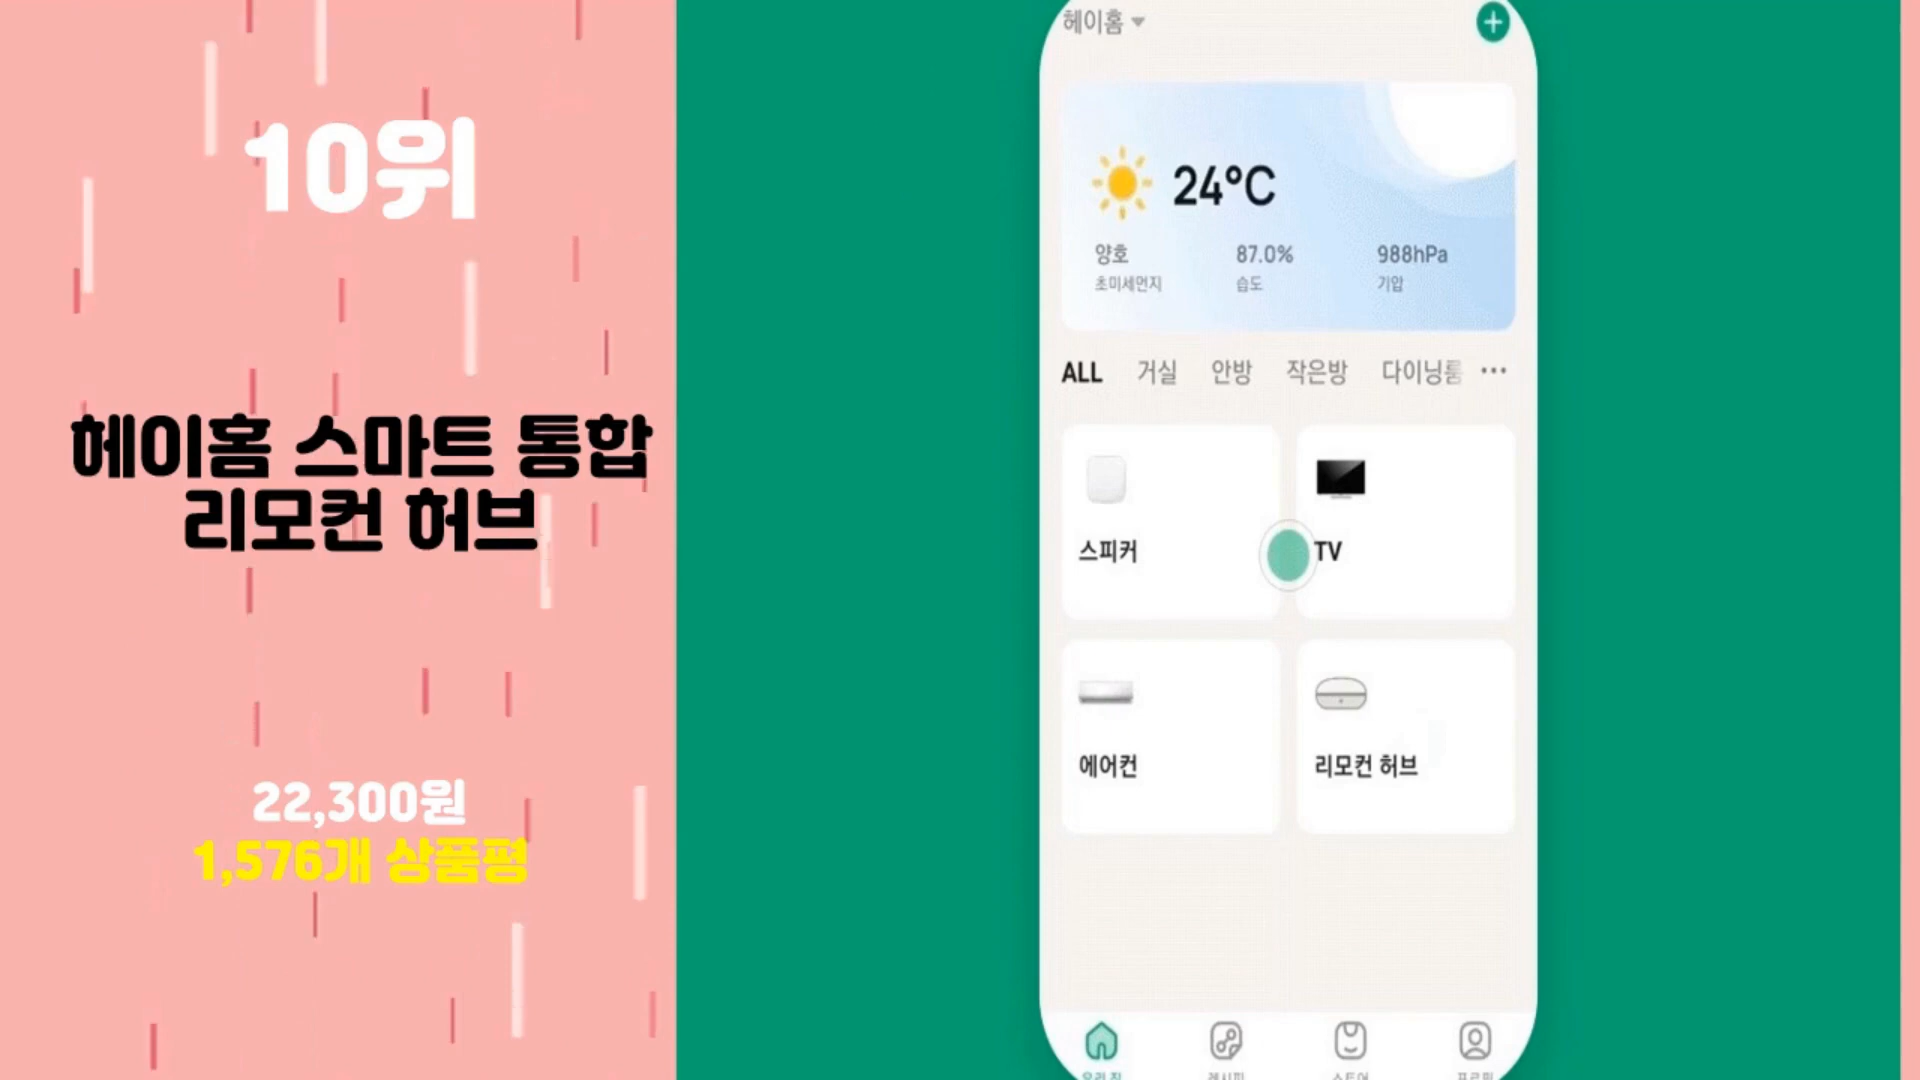 10위
헤이홈 스마트 통합
리모컨 허브
22,300원
1,576개 상품평
헤이홈
24°C
양호 87.0% 988hPa
초미세먼지 습도 기압
ALL 거실 안방 작은방 다이닝룸 ···
스피커 TV
에어컨 리모컨 허브